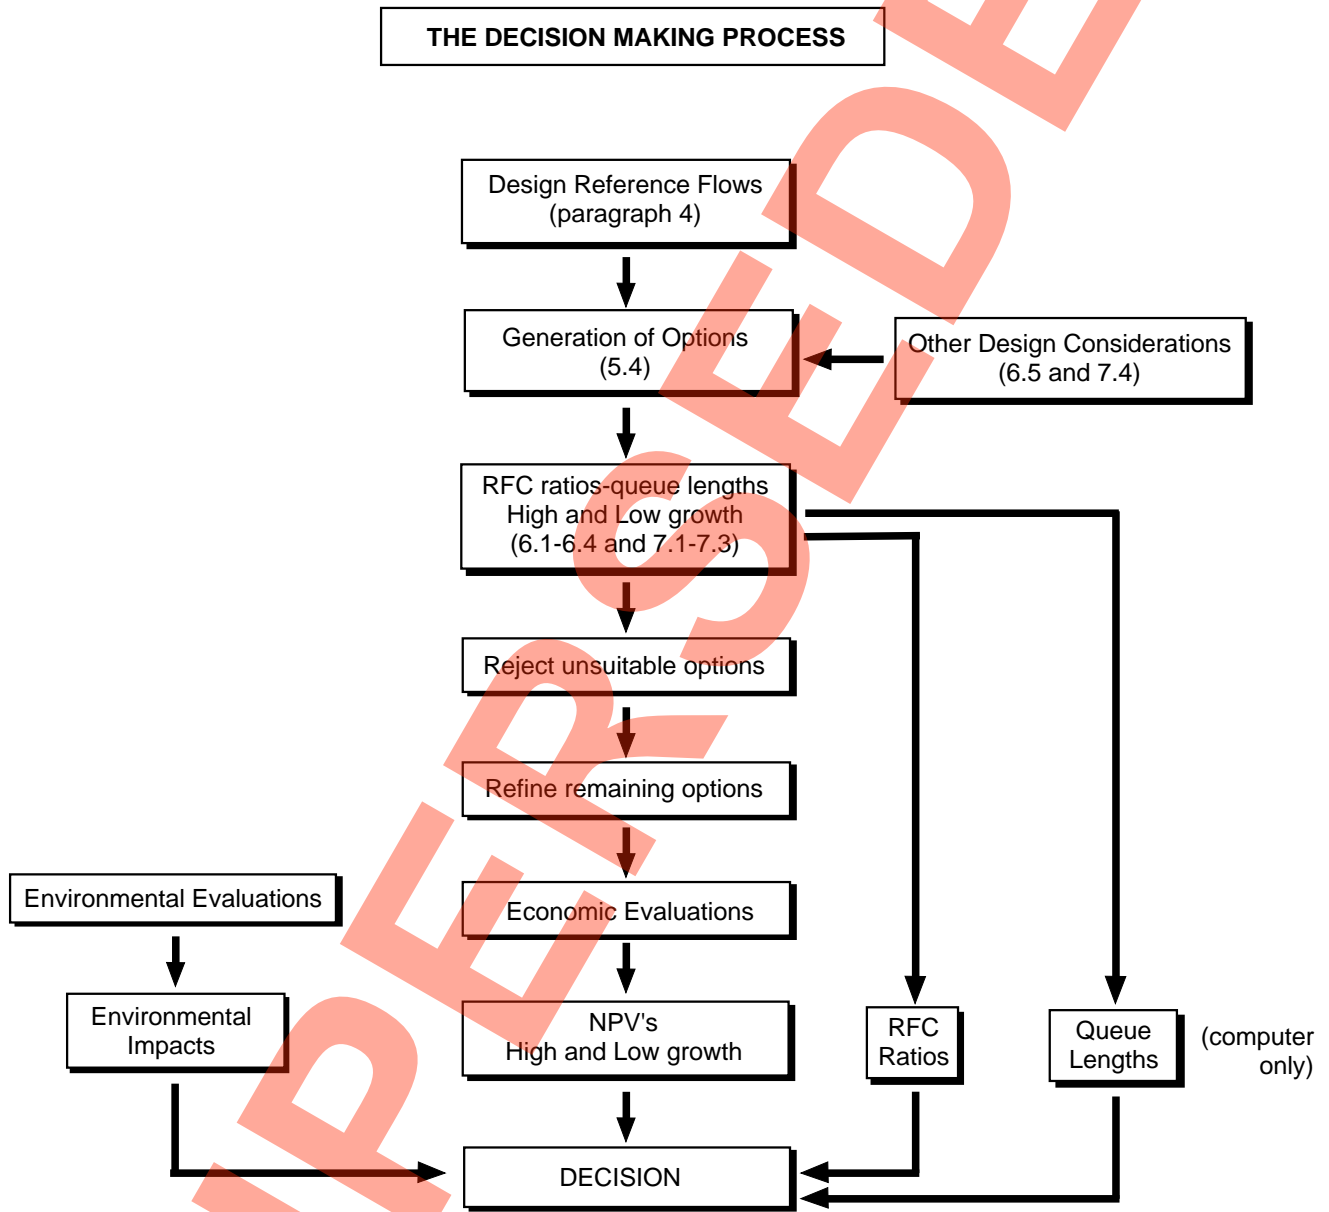 THE DECISION MAKING PROCESS
Design Reference Flows
(paragraph 4)
Generation of Options
(5.4)
Other Design Considerations
(6.5 and 7.4)
RFC ratios-queue lengths
High and Low growth
(6.1-6.4 and 7.1-7.3)
Reject unsuitable options
Refine remaining options
Environmental Evaluations
Economic Evaluations
Environmental
Impacts
NPV's
High and Low growth
RFC
Ratios
Queue
Lengths
(computer
only)
DECISION
PERSEDE